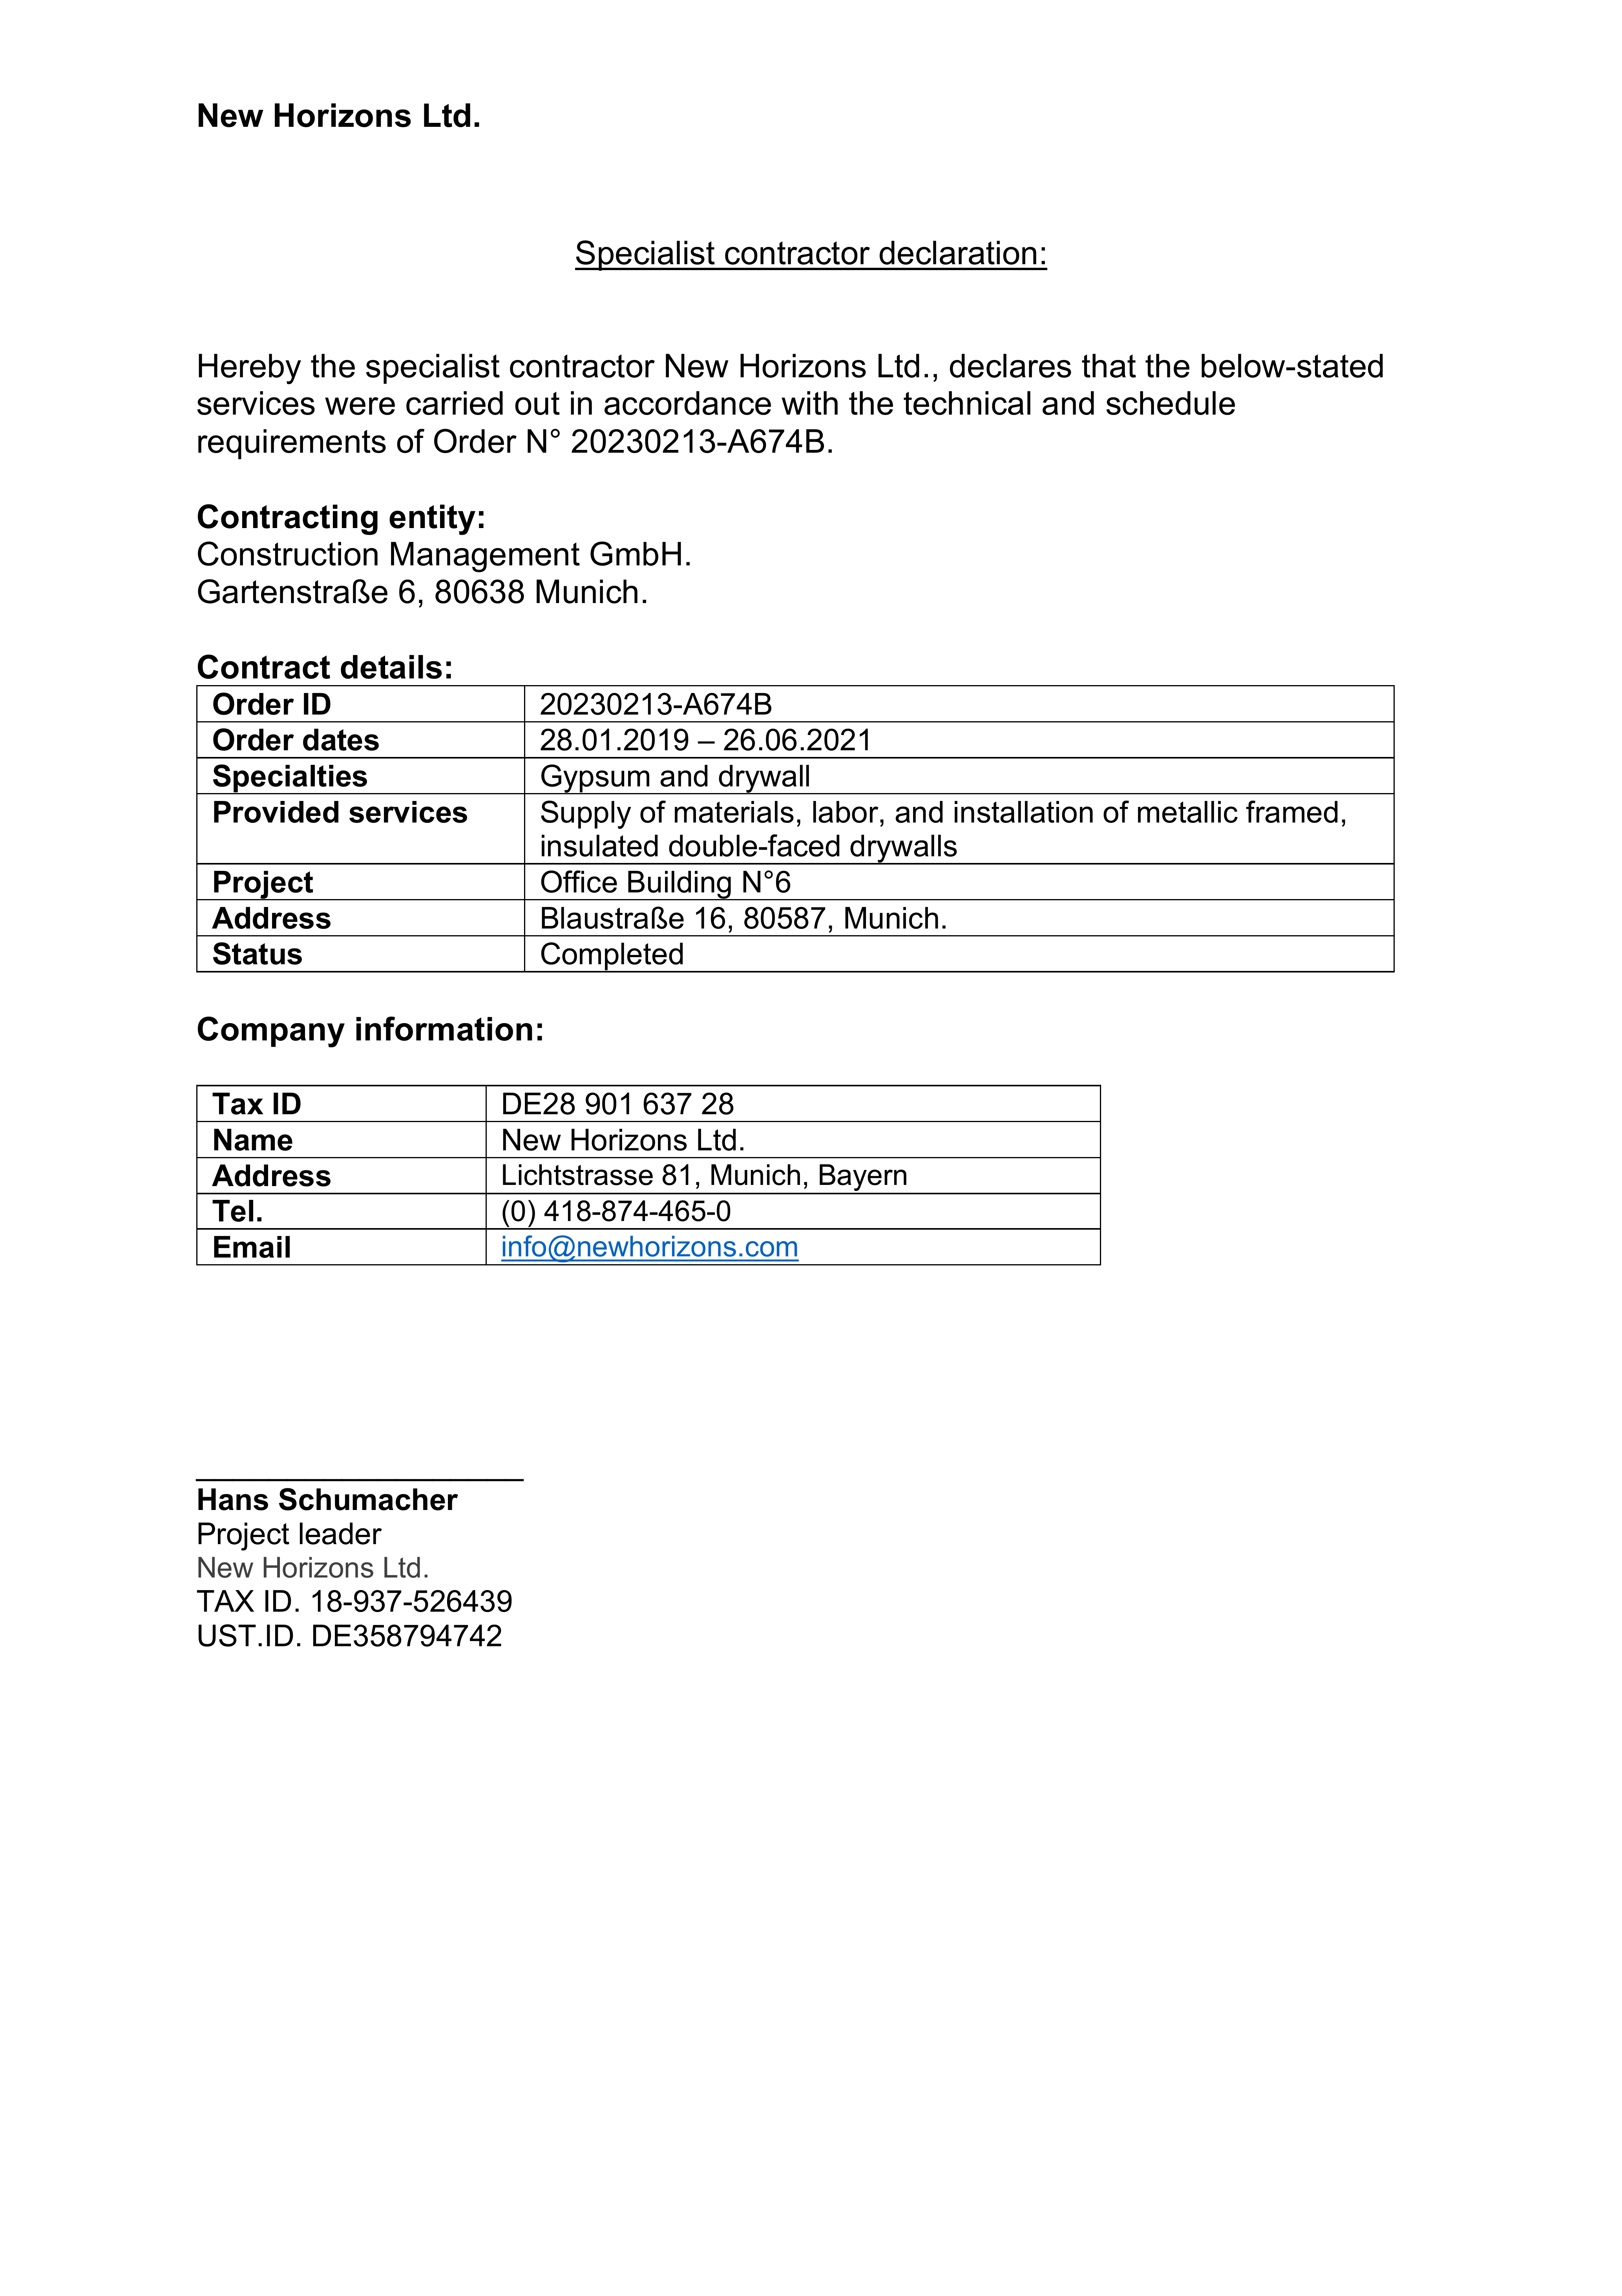 New Horizons Ltd.
Specialist contractor declaration:
Hereby the specialist contractor New Horizons Ltd., declares that the below-stated
services were carried out in accordance with the technical and schedule
requirements of Order N° 20230213-A674B.
Contracting entity:
Construction Management GmbH.
Gartenstraße 6, 80638 Munich.
Contract details:
Order ID 20230213-A674B
Order dates 28.01.2019 – 26.06.2021
Specialties Gypsum and drywall
Provided services Supply of materials, labor, and installation of metallic framed,
insulated double-faced drywalls
Project Office Building N°6
Address Blaustraße 16, 80587, Munich.
Status Completed
Company information:
Tax ID DE28 901 637 28
Name New Horizons Ltd.
Address Lichtstrasse 81, Munich, Bayern
Tel. (0) 418-874-465-0
Email info@newhorizons.com
Hans Schumacher
Project leader
New Horizons Ltd.
TAX ID. 18-937-526439
UST.ID. DE358794742